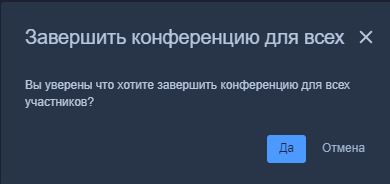 Завершить конференцию для всех
Вы уверены что хотите завершить конференцию для всех
участников?
Да
Отмена